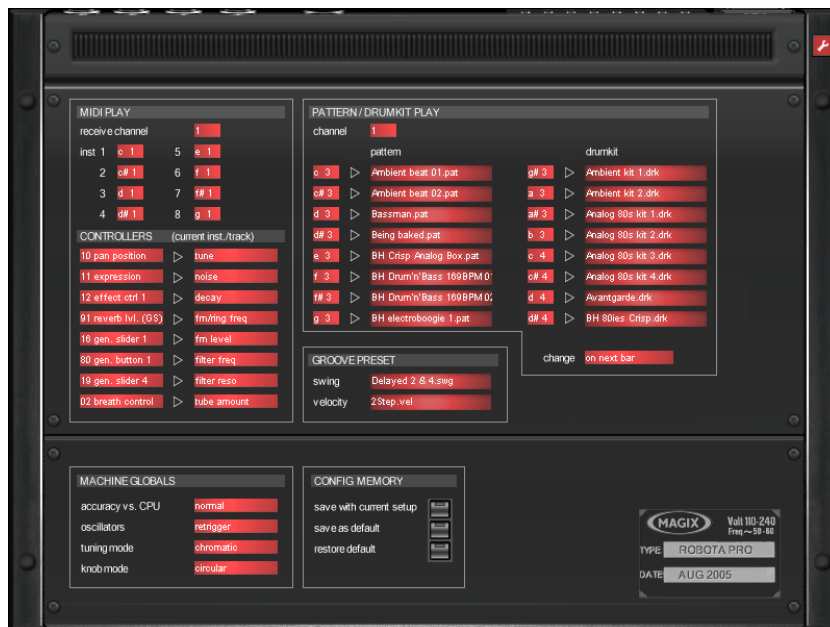 MIDI PLAY
receive channel 1
inst 1 c 1 5 e 1
2 c# 1 6 f 1
3 d 1 7 f# 1
4 d# 1 8 g 1
CONTROLLERS (current inst./track)
10 pan position tune
11 expression noise
12 effect ctrl 1 decay
91 reverb lvl. (GS) fm/ring freq
16 gen. slider 1 fm level
80 gen. button 1 filter freq
19 gen. slider 4 filter reso
02 breath control tube amount
PATTERN / DRUMKIT PLAY
channel 1
pattern drumkit
c 3 Ambient beat 01.pat g# 3 Ambient kit 1.drk
c# 3 Ambient beat 02.pat a 3 Ambient kit 2.drk
d 3 Bassman.pat a# 3 Analog 80s kit 1.drk
d# 3 Being baked.pat b 3 Analog 80s kit 2.drk
e 3 BH Crisp Analog Box.pat c 4 Analog 80s kit 3.drk
f 3 BH Drum'n'Bass 169BPM 01 c# 4 Analog 80s kit 4.drk
f# 3 BH Drum'n'Bass 169BPM 02 d 4 Avantgarde.drk
g 3 BH electroboogie 1.pat d# 4 BH 80ies Crisp.drk
change on next bar
GROOVE PRESET
swing Delayed 2 & 4.swg
velocity 2Step.vel
MACHINE GLOBALS
accuracy vs. CPU normal
oscillators retrigger
tuning mode chromatic
knob mode circular
CONFIG MEMORY
save with current setup
save as default
restore default
MAGIX Volt 110-240
Freq~50-60
TYPE ROBOTA PRO
DATE AUG 2005